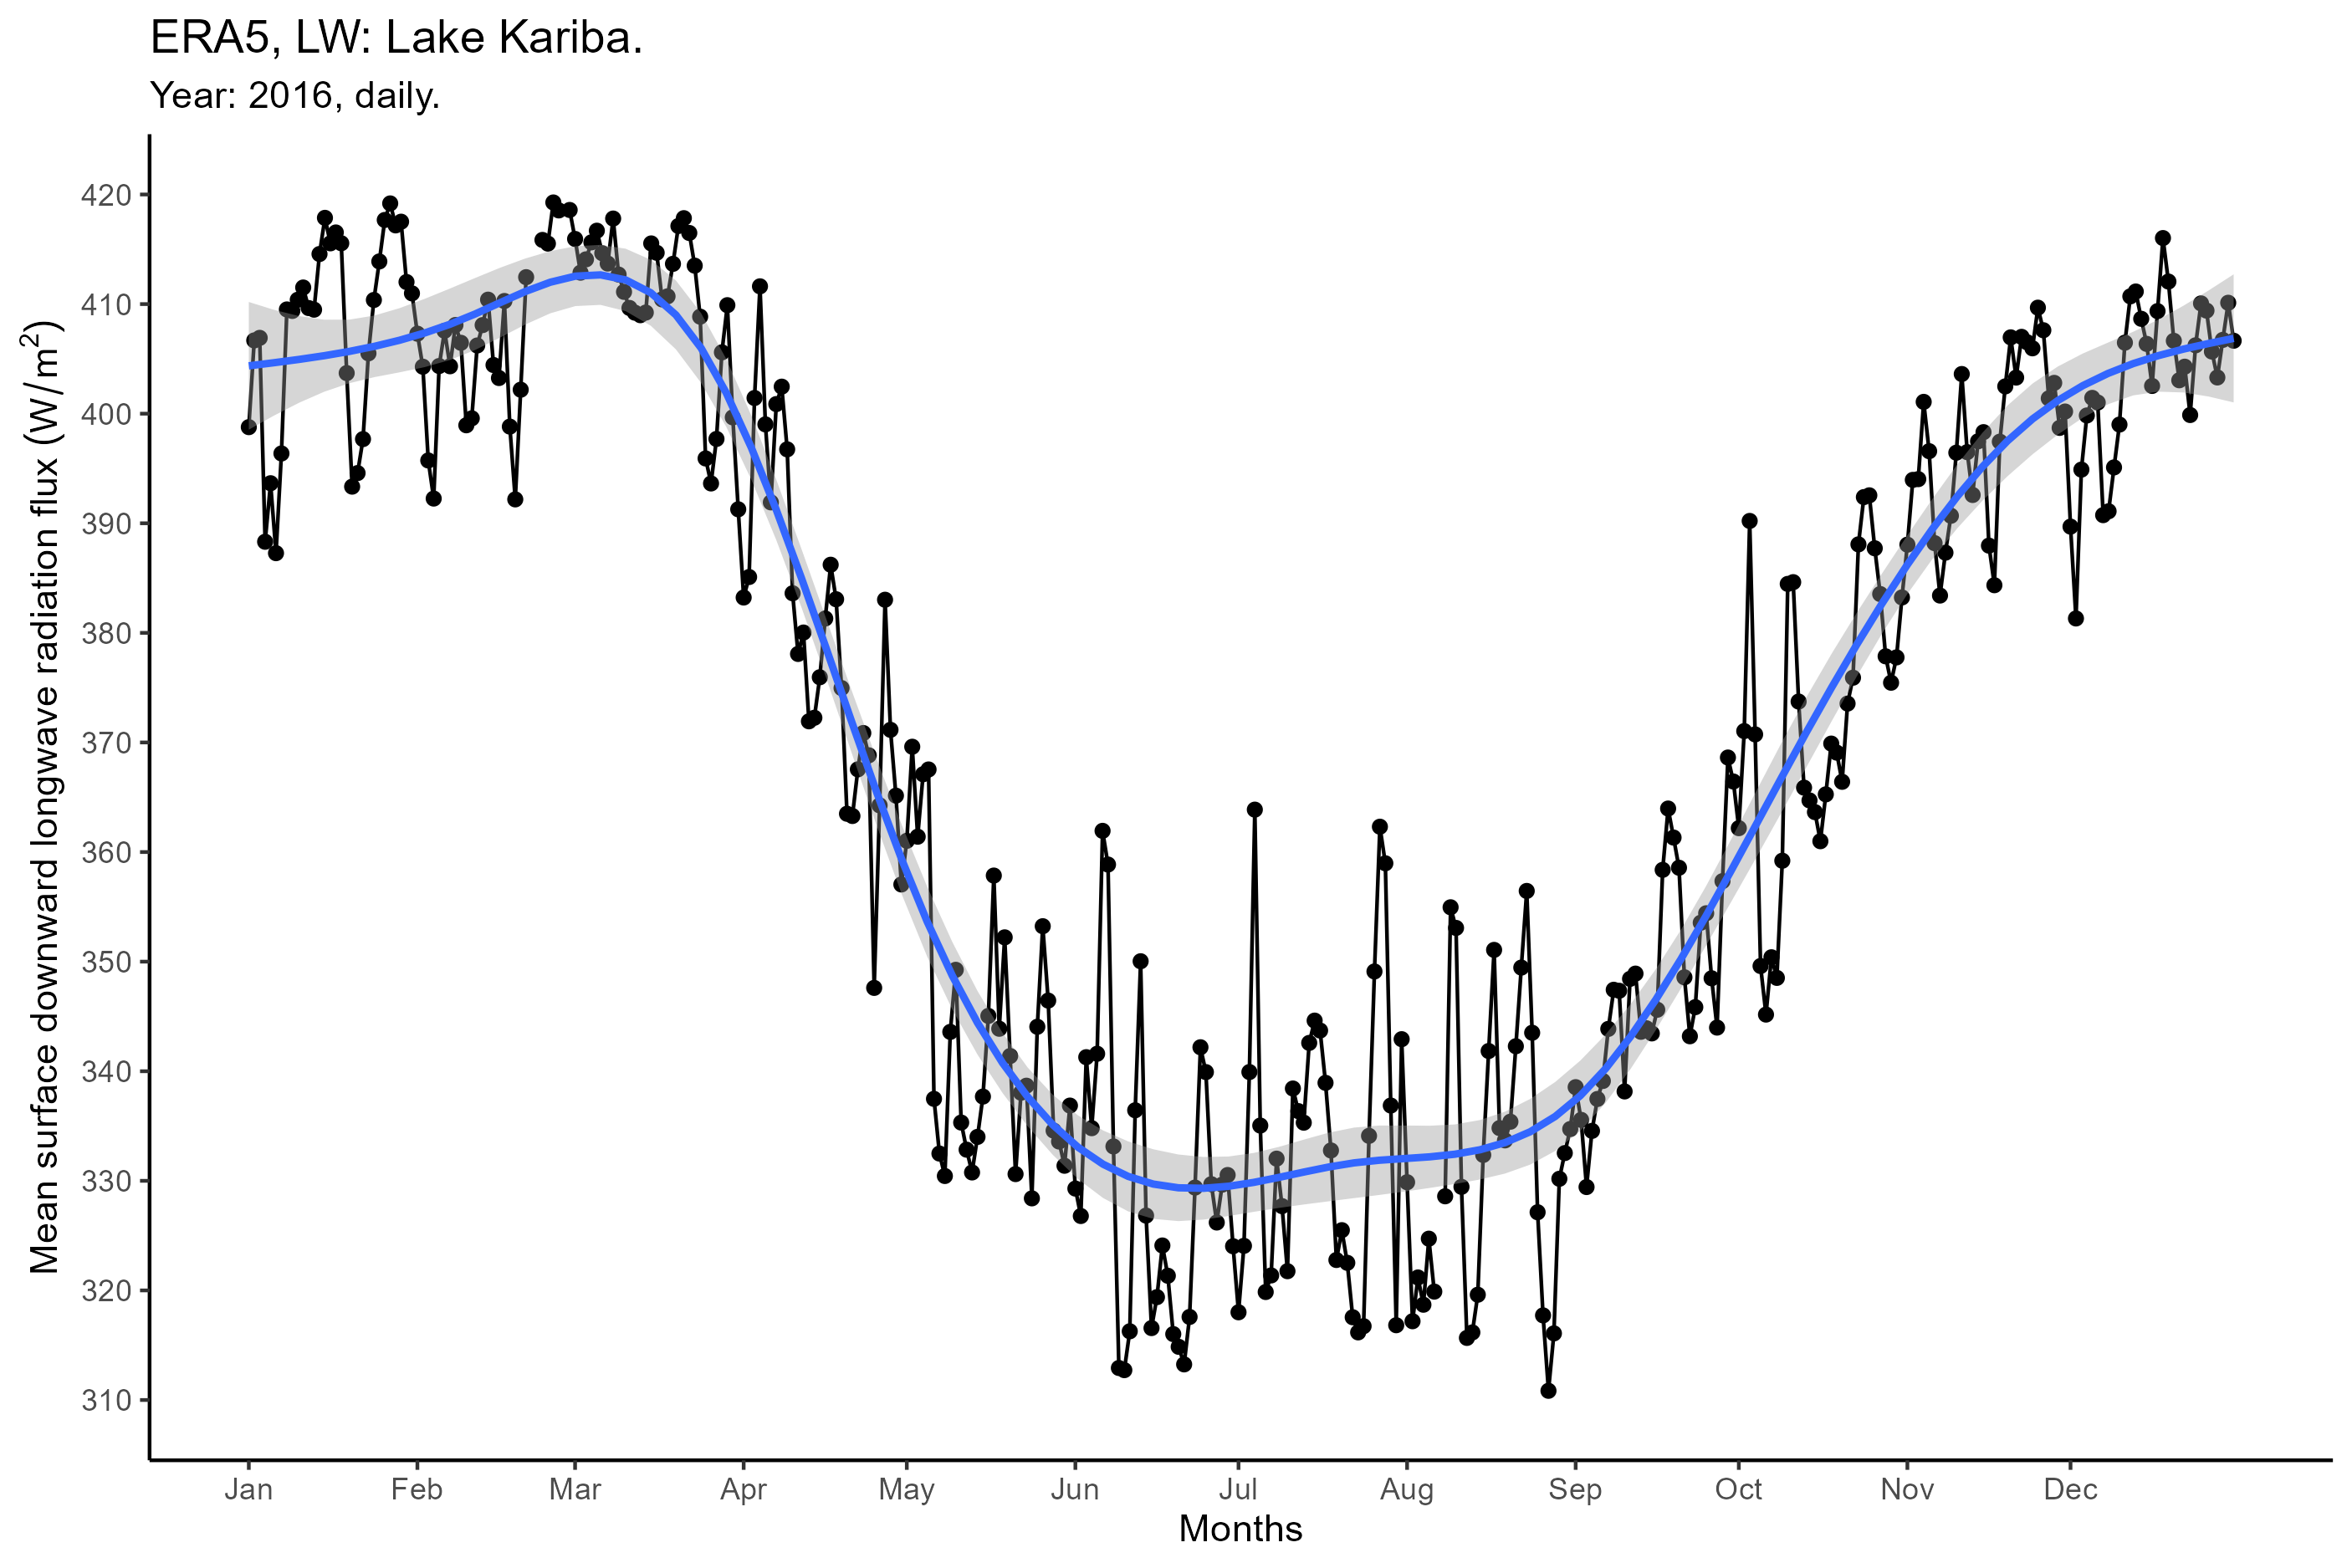 ERA5, LW: Lake Kariba.
Year: 2016, daily.
Mean surface downward longwave radiation flux (W/m²)
420
410
400
390
380
370
360
350
340
330
320
310
Jan Feb Mar Apr May Jun Jul Aug Sep Oct Nov Dec
Months